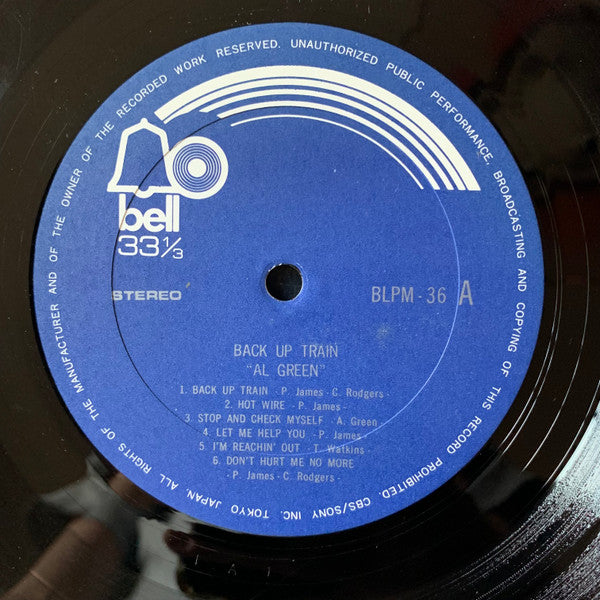 ALL RIGHTS OF THE MANUFACTURER AND OF THE OWNER OF THE RECORDED WORK RESERVED. UNAUTHORIZED PUBLIC PERFORMANCE, BROADCASTING AND COPYING OF THIS RECORD PROHIBITED. CBS/SONY INC. TOKYO JAPAN
bell
33 1/3
STEREO
BLPM-36 A
BACK UP TRAIN
"AL GREEN"
1. BACK UP TRAIN - P. James - C. Rodgers -
2. HOT WIRE - P. James -
3. STOP AND CHECK MYSELF - A. Green -
4. LET ME HELP YOU - P. James -
5. I'M REACHIN' OUT - T. Watkins -
6. DON'T HURT ME NO MORE
- P. James - C. Rodgers -